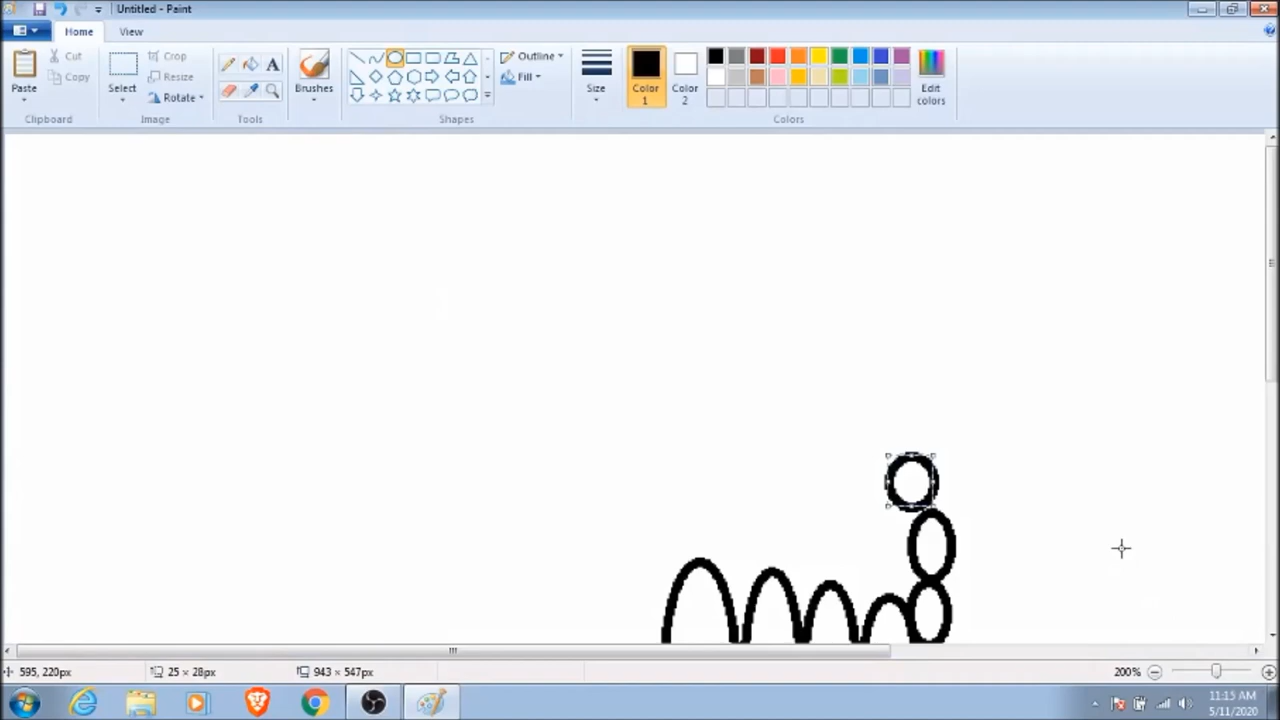 Untitled - Paint
Home View
Paste
Cut
Copy
Clipboard
Select
Crop
Resize
Rotate
Image
A
Tools
Brushes
Outline
Fill
Shapes
Size
Color 1
Color 2
Edit colors
Colors
595, 220px 25 × 28px 943 × 547px 200%
11:15 AM
5/11/2020